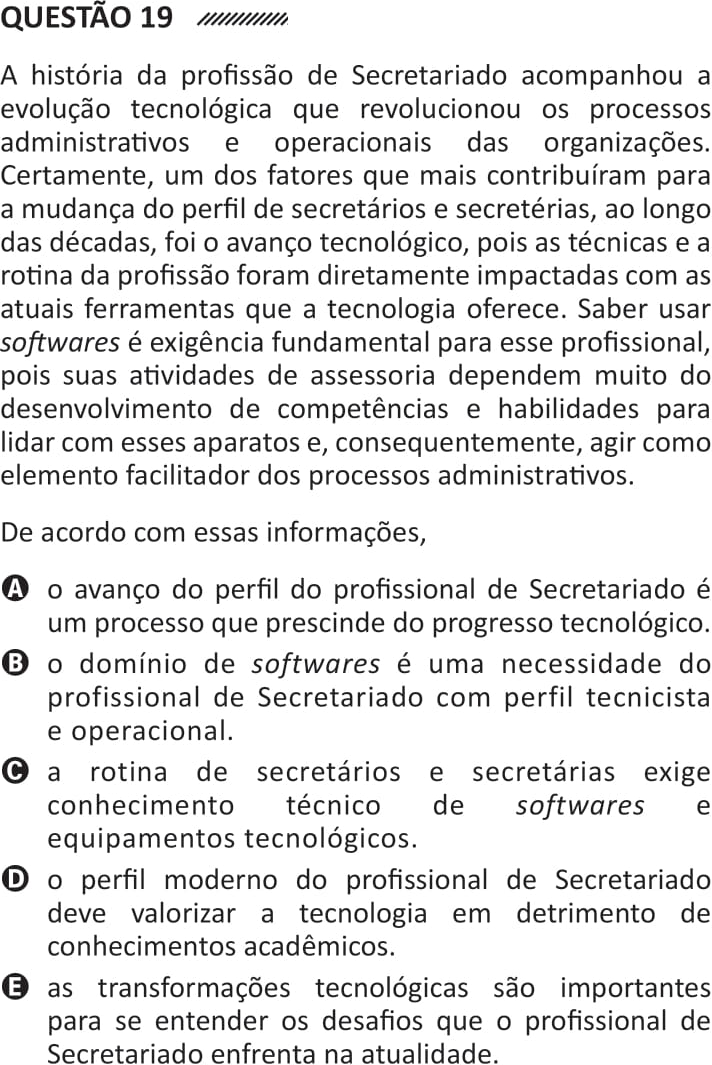 QUESTÃO 19
A história da profissão de Secretariado acompanhou a
evolução tecnológica que revolucionou os processos
administrativos e operacionais das organizações.
Certamente, um dos fatores que mais contribuíram para
a mudança do perfil de secretários e secretérias, ao longo
das décadas, foi o avanço tecnológico, pois as técnicas e a
rotina da profissão foram diretamente impactadas com as
atuais ferramentas que a tecnologia oferece. Saber usar
softwares é exigência fundamental para esse profissional,
pois suas atividades de assessoria dependem muito do
desenvolvimento de competências e habilidades para
lidar com esses aparatos e, consequentemente, agir como
elemento facilitador dos processos administrativos.
De acordo com essas informações,
A o avanço do perfil do profissional de Secretariado é
um processo que prescinde do progresso tecnológico.
B o domínio de softwares é uma necessidade do
profissional de Secretariado com perfil tecnicista
e operacional.
C a rotina de secretários e secretárias exige
conhecimento técnico de softwares e
equipamentos tecnológicos.
D o perfil moderno do profissional de Secretariado
deve valorizar a tecnologia em detrimento de
conhecimentos acadêmicos.
E as transformações tecnológicas são importantes
para se entender os desafios que o profissional de
Secretariado enfrenta na atualidade.